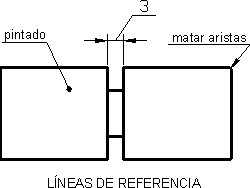 3
pintado
matar aristas
LÍNEAS DE REFERENCIA